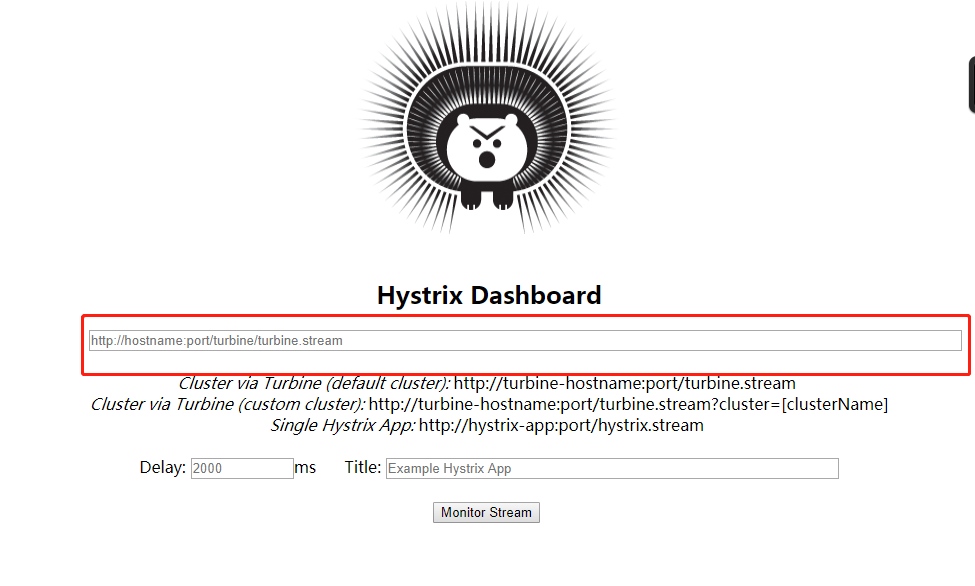 Hystrix Dashboard
http://hostname:port/turbine/turbine.stream
Cluster via Turbine (default cluster): http://turbine-hostname:port/turbine.stream
Cluster via Turbine (custom cluster): http://turbine-hostname:port/turbine.stream?cluster=[clusterName]
Single Hystrix App: http://hystrix-app:port/hystrix.stream
Delay: 2000 ms Title: Example Hystrix App
Monitor Stream